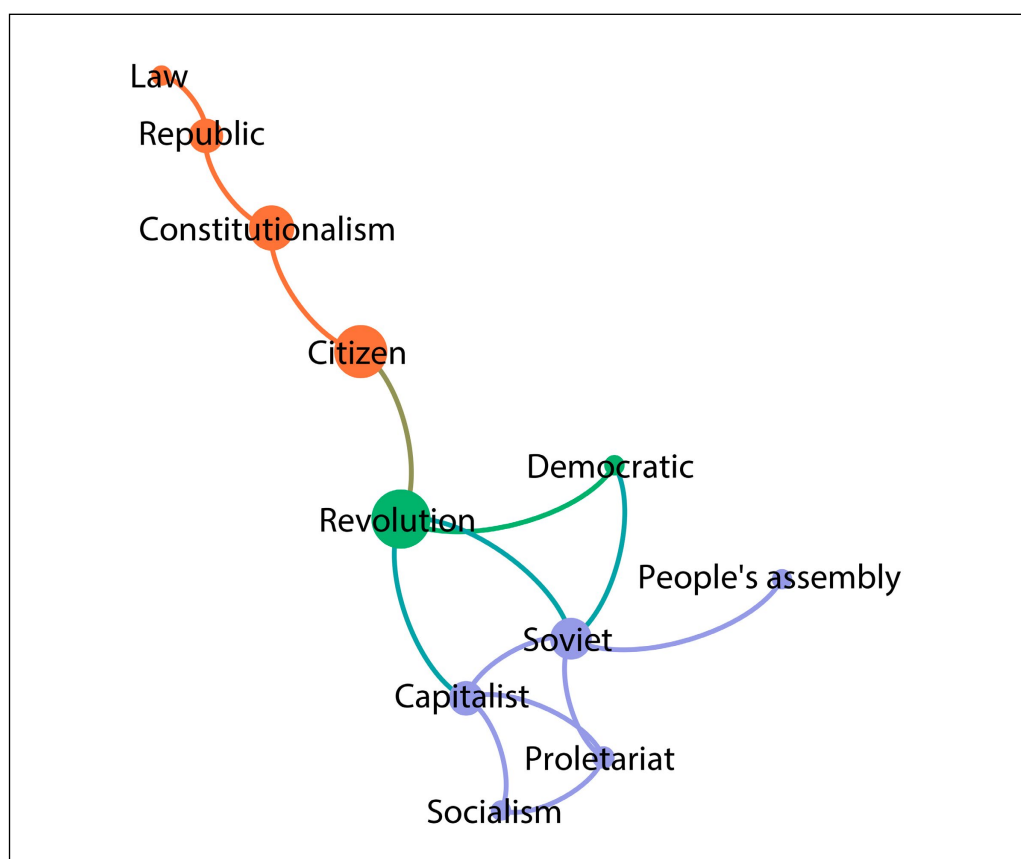 Law
Republic
Constitutionalism
Citizen
Democratic
Revolution
People's assembly
Soviet
Capitalist
Proletariat
Socialism